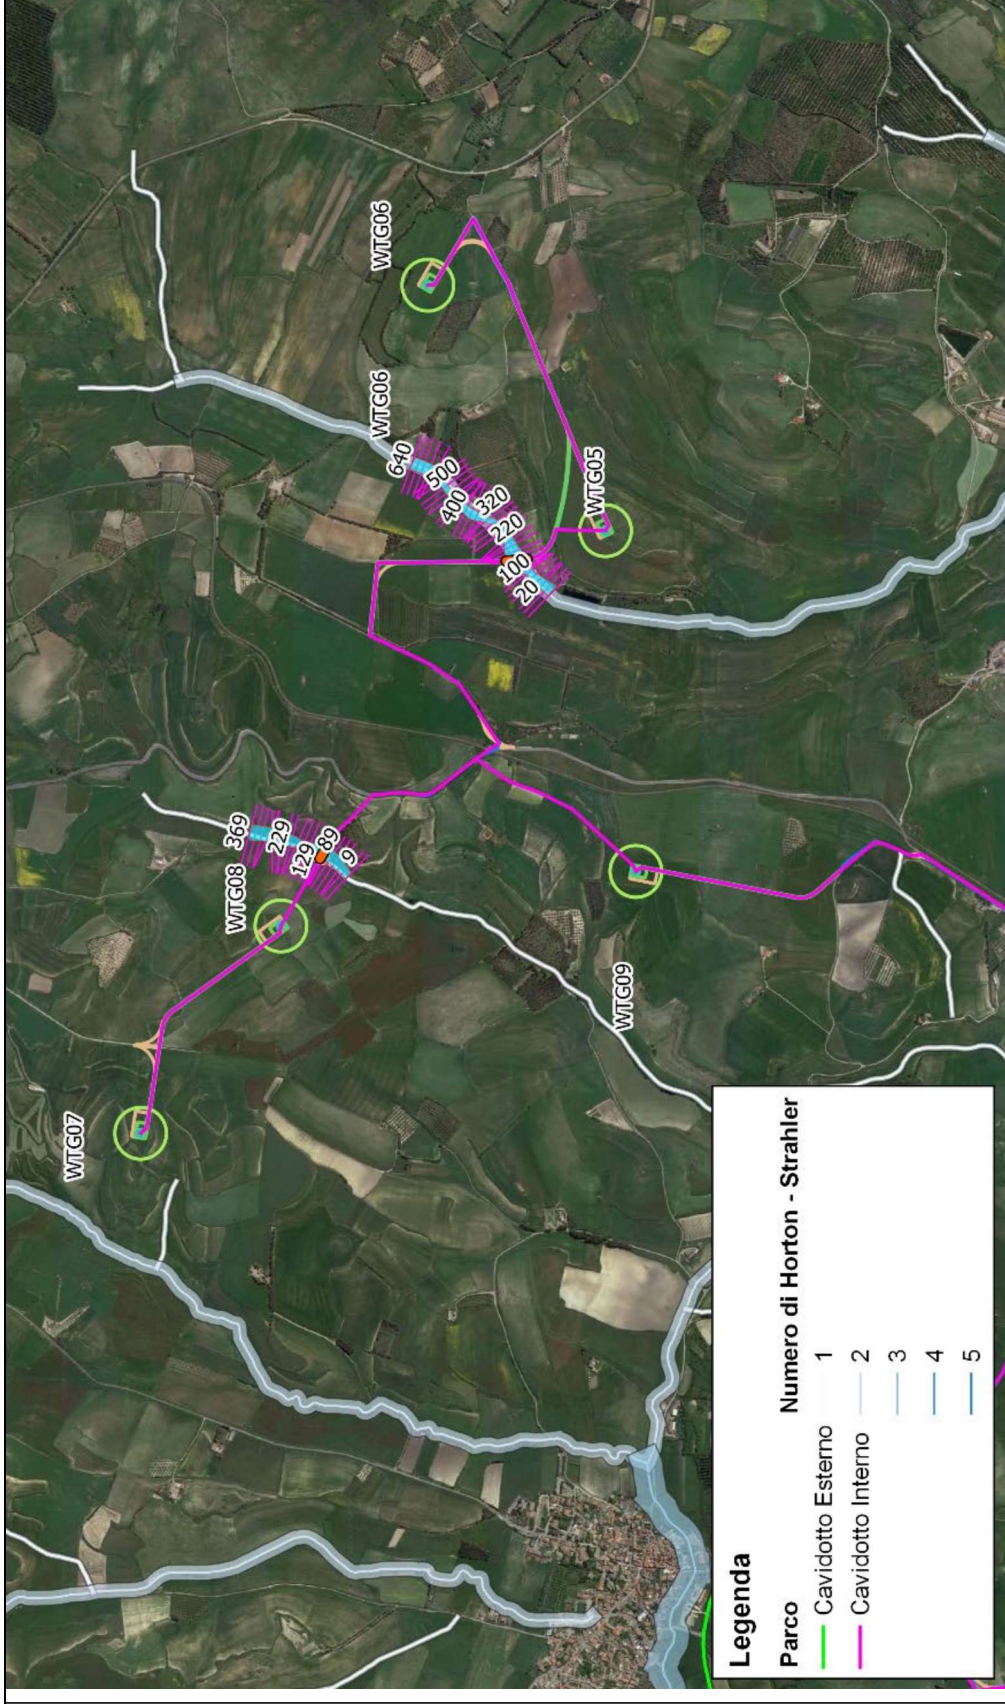 WTG07
WTG08
369
229
129
89
9
WTG09
WTG06
640
500
400
320
220
100
20
WTG06
WTG05
Legenda
Parco
Cavidotto Esterno
Cavidotto Interno
Numero di Horton - Strahler
1
2
3
4
5